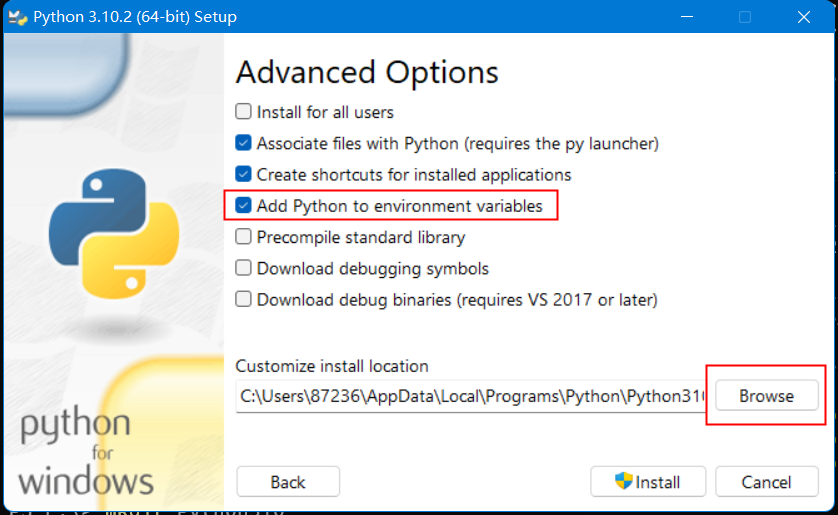 Python 3.10.2 (64-bit) Setup
Advanced Options
Install for all users
Associate files with Python (requires the py launcher)
Create shortcuts for installed applications
Add Python to environment variables
Precompile standard library
Download debugging symbols
Download debug binaries (requires VS 2017 or later)
Customize install location
C:\Users\87236\AppData\Local\Programs\Python\Python310
Browse
python
for
windows
Back
Install
Cancel